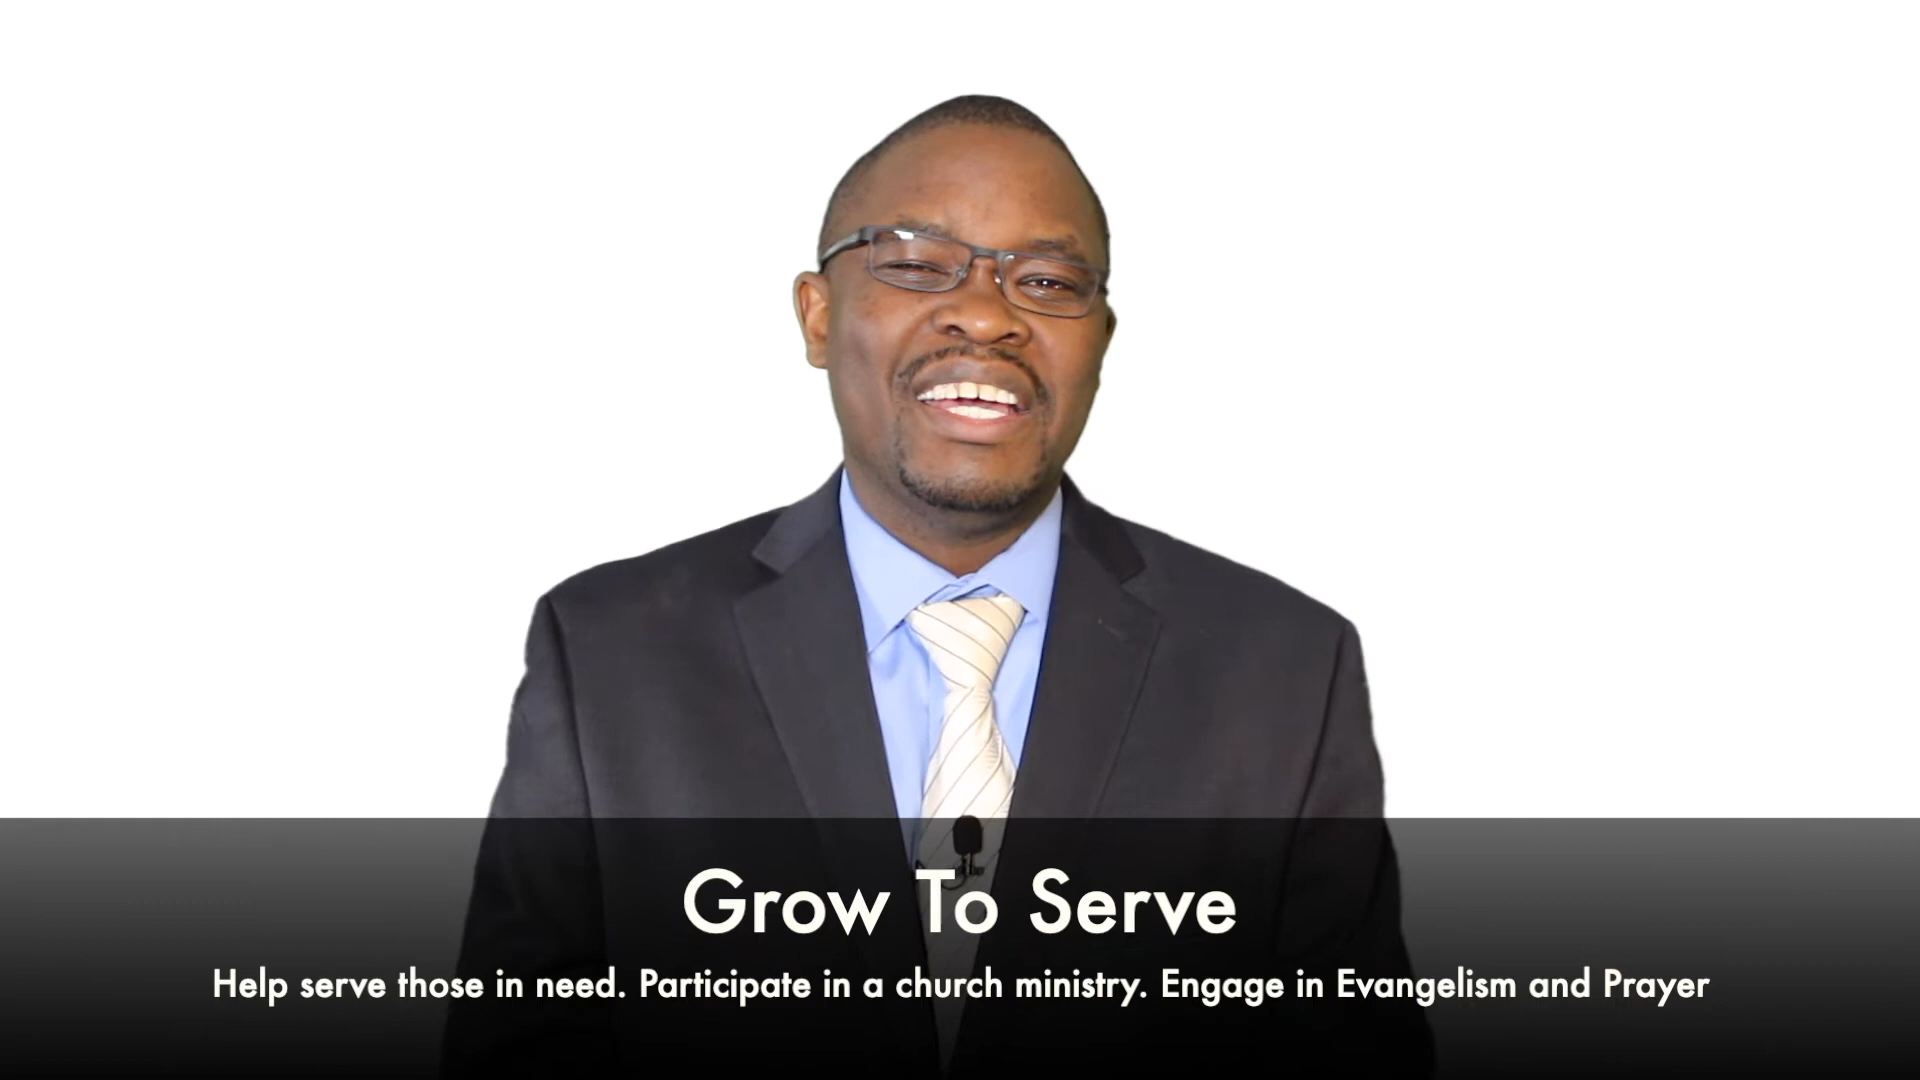 Grow To Serve
Help serve those in need. Participate in a church ministry. Engage in Evangelism and Prayer